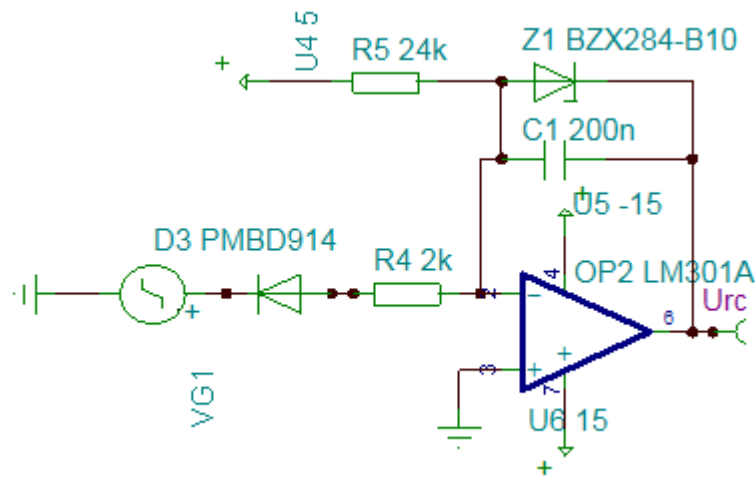 U4 5
+
R5 24k
Z1 BZX284-B10
C1 200n
+
U5 -15
D3 PMBD914
R4 2k
OP2 LM301A
4
2
-
Urc
6
+
3
+
+
7
VG1
U6 15
+